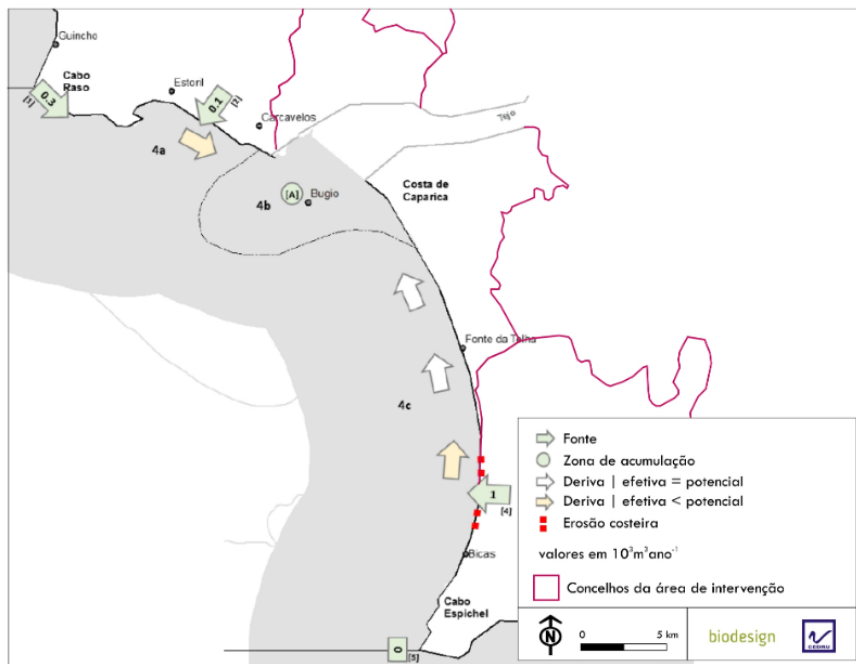 Guincho
Cabo
Raso
0.3
[1]
Estoril
0.1
[2]
Carcavelos
4a
Tejo
Costa de
Caparica
[A]
Bugio
4b
Fonte da Telha
4c
1
[4]
Bicas
Cabo
Espichel
0
[5]
Fonte
Zona de acumulação
Deriva | efetiva = potencial
Deriva | efetiva < potencial
Erosão costeira
valores em 10³m³ano⁻¹
Concelhos da área de intervenção
N
0 5 km
biodesign
CEDRU